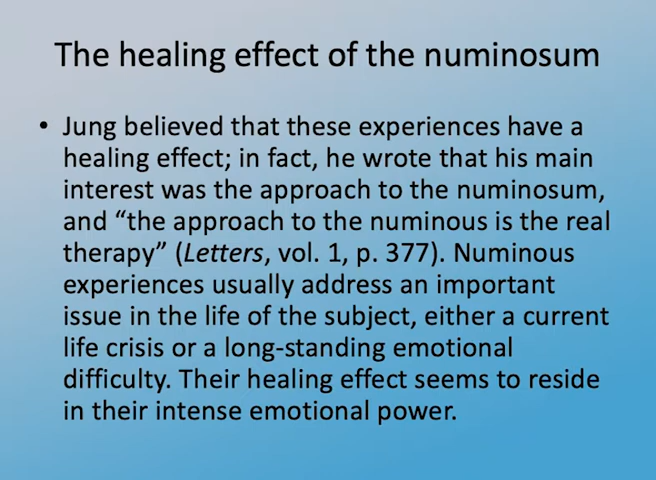 The healing effect of the numinosum
• Jung believed that these experiences have a
healing effect; in fact, he wrote that his main
interest was the approach to the numinosum,
and “the approach to the numinous is the real
therapy” (Letters, vol. 1, p. 377). Numinous
experiences usually address an important
issue in the life of the subject, either a current
life crisis or a long-standing emotional
difficulty. Their healing effect seems to reside
in their intense emotional power.